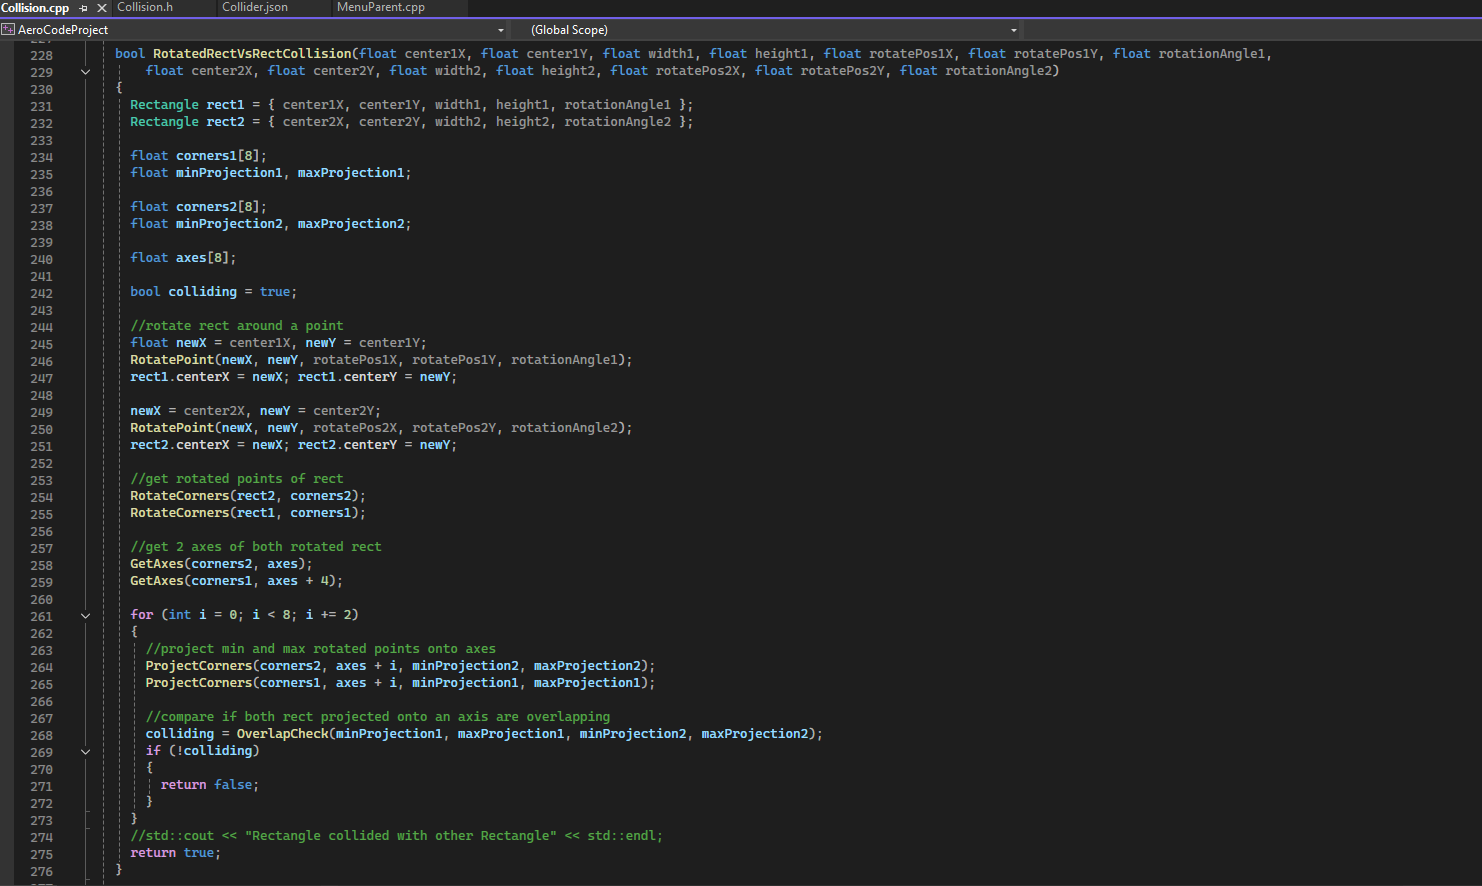 Collision.cpp Collision.h Collider.json MenuParent.cpp
AeroCodeProject (Global Scope)
228 bool RotatedRectVsRectCollision(float center1X, float center1Y, float width1, float height1, float rotatePos1X, float rotatePos1Y, float rotationAngle1,
229 float center2X, float center2Y, float width2, float height2, float rotatePos2X, float rotatePos2Y, float rotationAngle2)
230 {
231 Rectangle rect1 = { center1X, center1Y, width1, height1, rotationAngle1 };
232 Rectangle rect2 = { center2X, center2Y, width2, height2, rotationAngle2 };
233
234 float corners1[8];
235 float minProjection1, maxProjection1;
236
237 float corners2[8];
238 float minProjection2, maxProjection2;
239
240 float axes[8];
241
242 bool colliding = true;
243
244 //rotate rect around a point
245 float newX = center1X, newY = center1Y;
246 RotatePoint(newX, newY, rotatePos1X, rotatePos1Y, rotationAngle1);
247 rect1.centerX = newX; rect1.centerY = newY;
248
249 newX = center2X, newY = center2Y;
250 RotatePoint(newX, newY, rotatePos2X, rotatePos2Y, rotationAngle2);
251 rect2.centerX = newX; rect2.centerY = newY;
252
253 //get rotated points of rect
254 RotateCorners(rect2, corners2);
255 RotateCorners(rect1, corners1);
256
257 //get 2 axes of both rotated rect
258 GetAxes(corners2, axes);
259 GetAxes(corners1, axes + 4);
260
261 for (int i = 0; i < 8; i += 2)
262 {
263 //project min and max rotated points onto axes
264 ProjectCorners(corners2, axes + i, minProjection2, maxProjection2);
265 ProjectCorners(corners1, axes + i, minProjection1, maxProjection1);
266
267 //compare if both rect projected onto an axis are overlapping
268 colliding = OverlapCheck(minProjection1, maxProjection1, minProjection2, maxProjection2);
269 if (!colliding)
270 {
271 return false;
272 }
273 }
274 //std::cout << "Rectangle collided with other Rectangle" << std::endl;
275 return true;
276 }